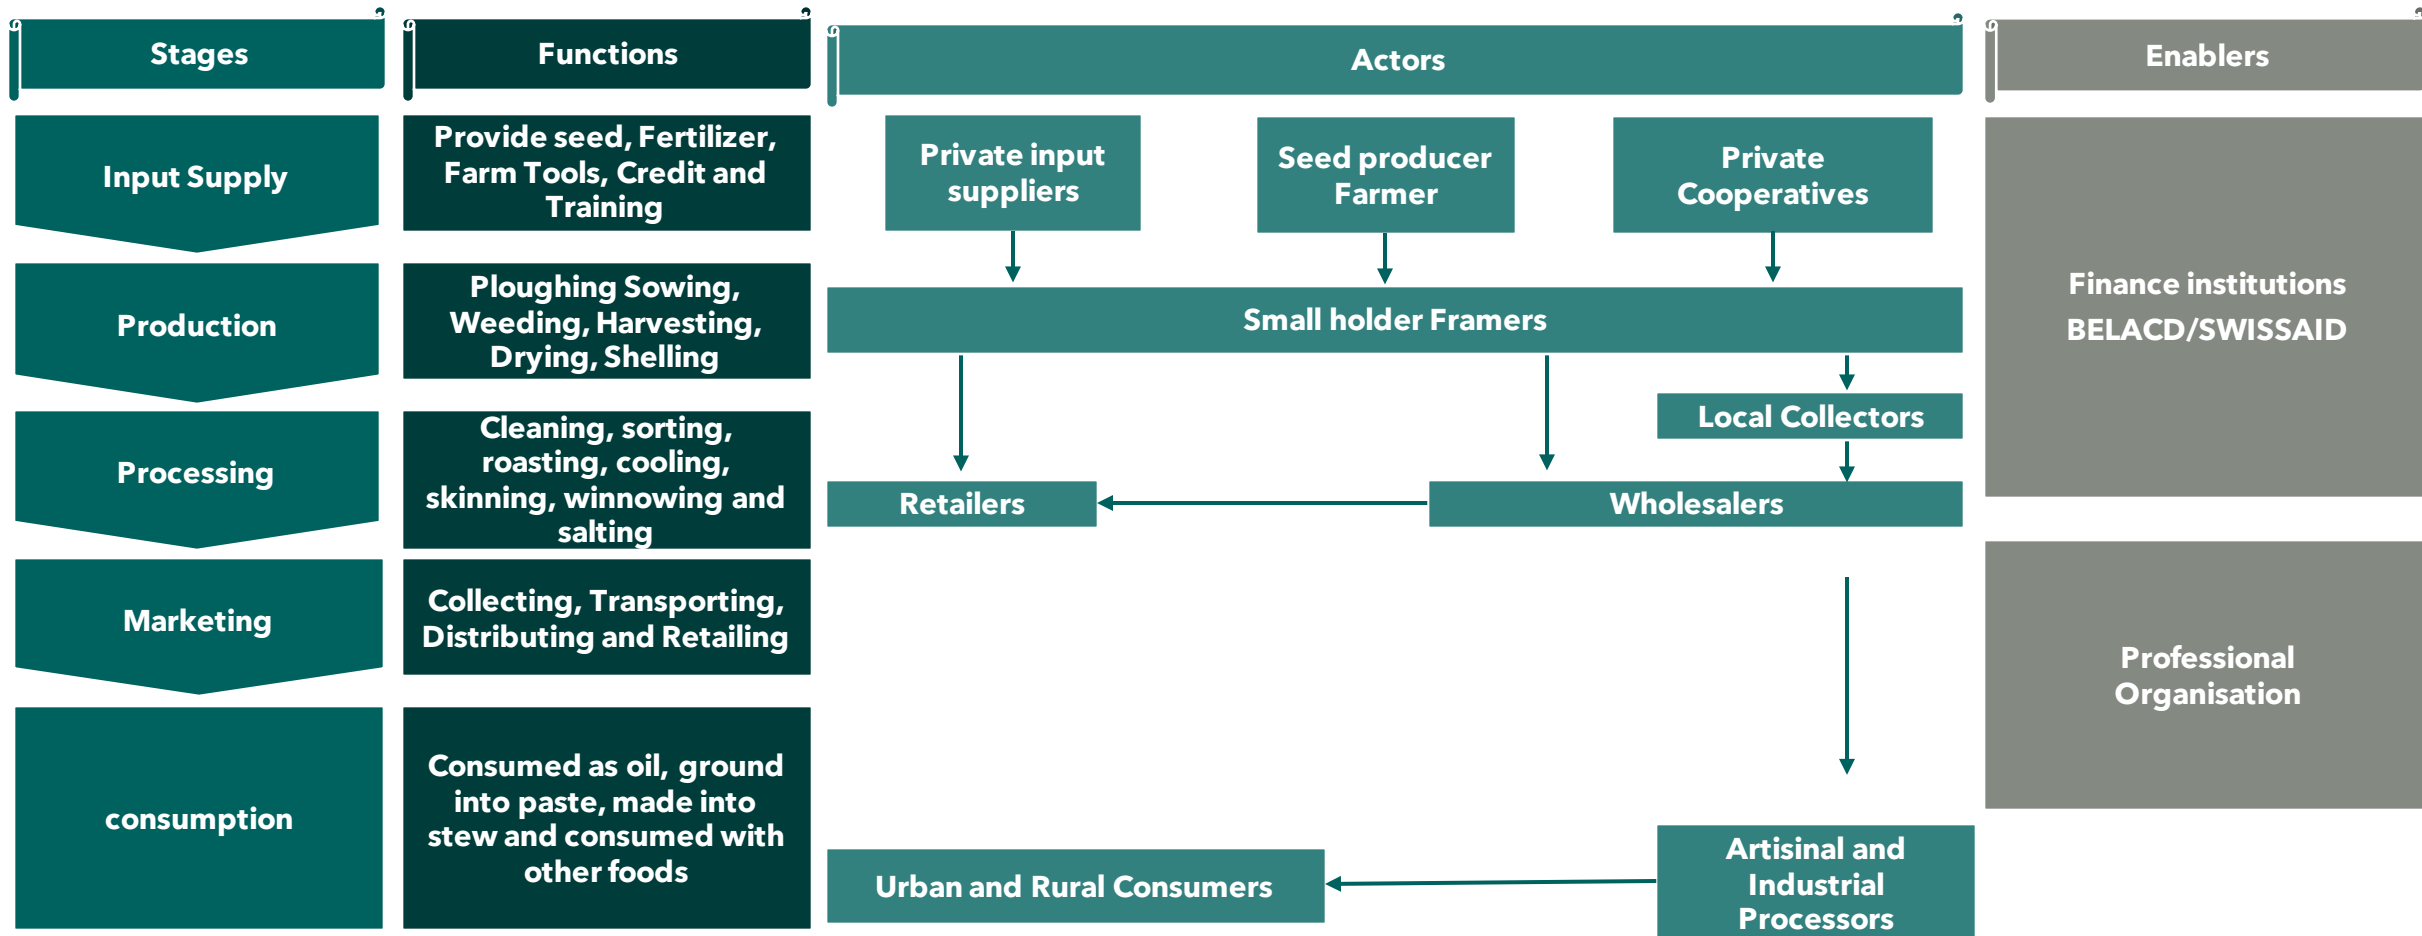 Stages
Functions
Actors
Enablers
Input Supply
Provide seed, Fertilizer,
Farm Tools, Credit and
Training
Private input
suppliers
Seed producer
Farmer
Private
Cooperatives
Finance institutions
BELACD/SWISSAID
Production
Ploughing Sowing,
Weeding, Harvesting,
Drying, Shelling
Small holder Framers
Local Collectors
Processing
Cleaning, sorting,
roasting, cooling,
skinning, winnowing and
salting
Retailers
Wholesalers
Marketing
Collecting, Transporting,
Distributing and Retailing
Professional
Organisation
consumption
Consumed as oil, ground
into paste, made into
stew and consumed with
other foods
Urban and Rural Consumers
Artisinal and
Industrial
Processors